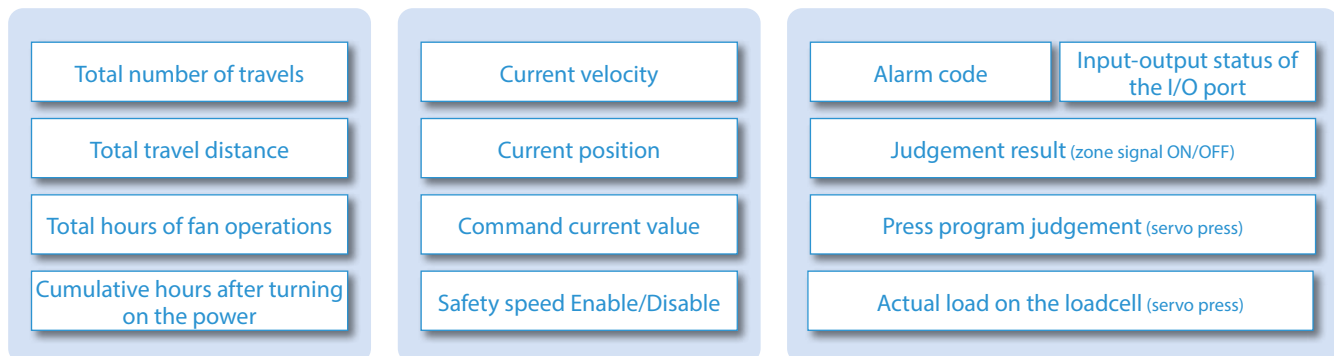 Total number of travels
Total travel distance
Total hours of fan operations
Cumulative hours after turning
on the power
Current velocity
Current position
Command current value
Safety speed Enable/Disable
Alarm code
Input-output status of
the I/O port
Judgement result (zone signal ON/OFF)
Press program judgement (servo press)
Actual load on the loadcell (servo press)